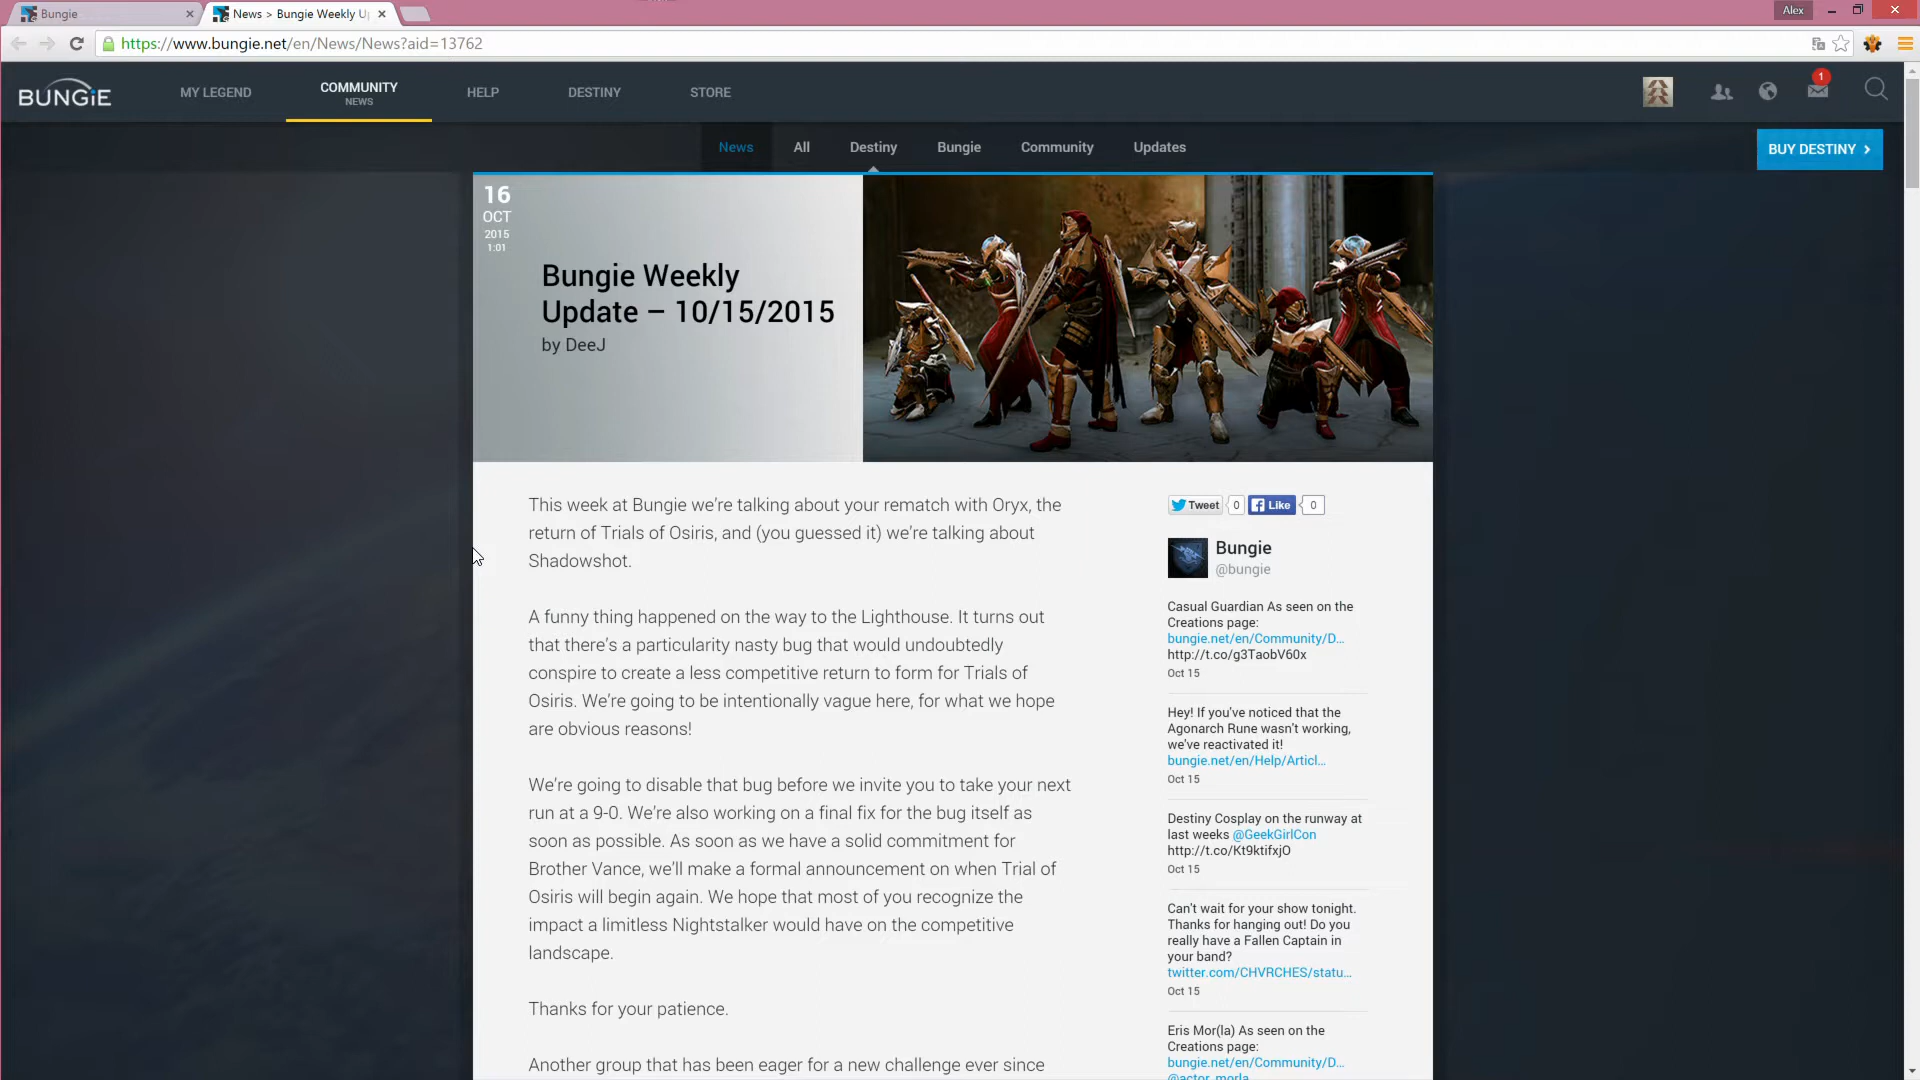 Bungie
News > Bungie Weekly U
Alex
https://www.bungie.net/en/News/News?aid=13762
BUNGiE
MY LEGEND
COMMUNITY
NEWS
HELP
DESTINY
STORE
1
News
All
Destiny
Bungie
Community
Updates
BUY DESTINY
16
OCT
2015
1:01
Bungie Weekly
Update – 10/15/2015
by DeeJ
This week at Bungie we’re talking about your rematch with Oryx, the
return of Trials of Osiris, and (you guessed it) we’re talking about
Shadowshot.
A funny thing happened on the way to the Lighthouse. It turns out
that there’s a particularity nasty bug that would undoubtedly
conspire to create a less competitive return to form for Trials of
Osiris. We’re going to be intentionally vague here, for what we hope
are obvious reasons!
We’re going to disable that bug before we invite you to take your next
run at a 9-0. We’re also working on a final fix for the bug itself as
soon as possible. As soon as we have a solid commitment for
Brother Vance, we’ll make a formal announcement on when Trial of
Osiris will begin again. We hope that most of you recognize the
impact a limitless Nightstalker would have on the competitive
landscape.
Thanks for your patience.
Another group that has been eager for a new challenge ever since
Tweet 0 Like 0
Bungie
@bungie
Casual Guardian As seen on the
Creations page:
bungie.net/en/Community/D...
http://t.co/g3TaobV60x
Oct 15
Hey! If you've noticed that the
Agonarch Rune wasn't working,
we've reactivated it!
bungie.net/en/Help/Articl...
Oct 15
Destiny Cosplay on the runway at
last weeks @GeekGirlCon
http://t.co/Kt9ktifxjO
Oct 15
Can't wait for your show tonight.
Thanks for hanging out! Do you
really have a Fallen Captain in
your band?
twitter.com/CHVRCHES/statu...
Oct 15
Eris Mor(la) As seen on the
Creations page:
bungie.net/en/Community/D...
@actor_morla